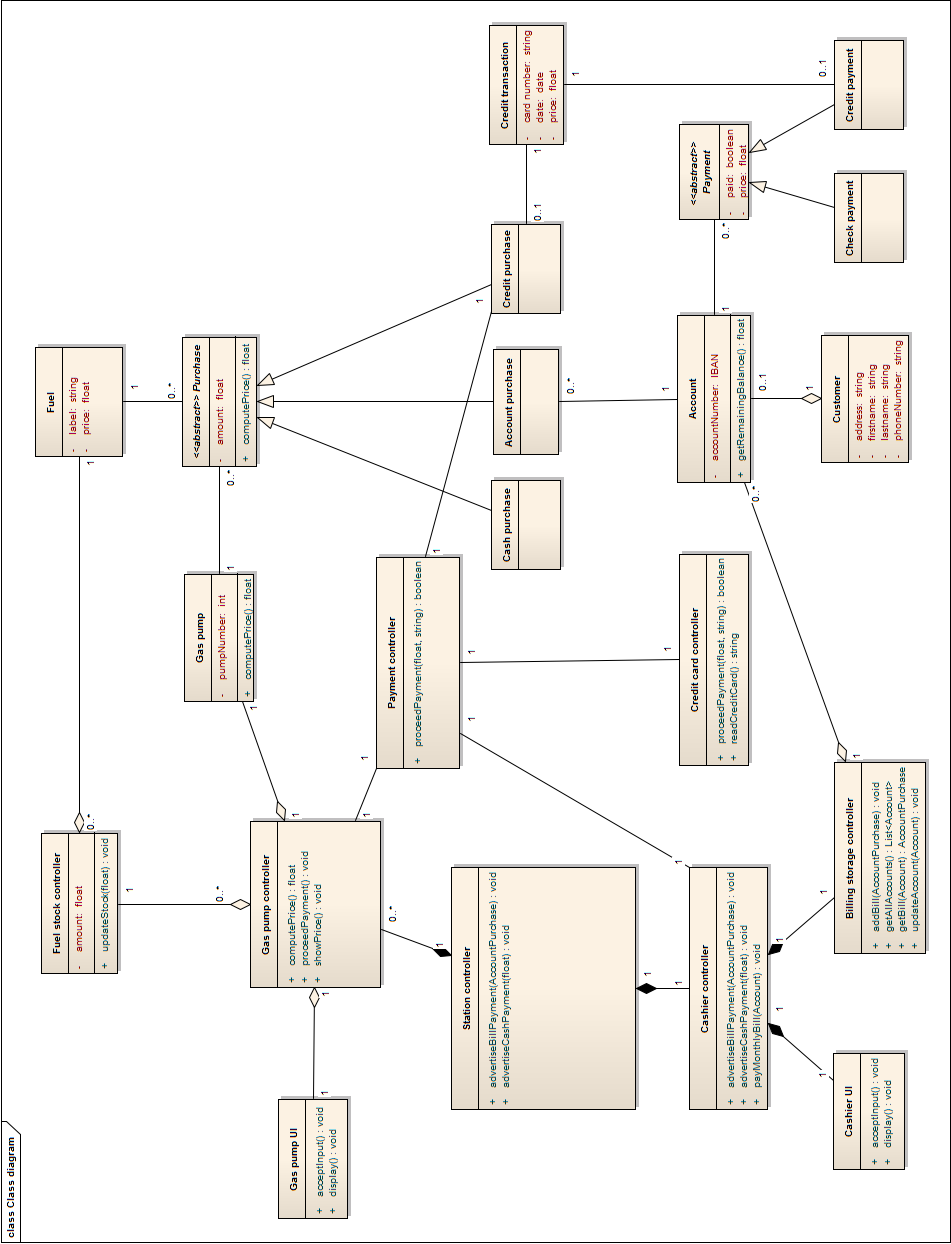 class Class diagram
Fuel stock controller
- amount: float
+ updateStock(float) : void
0..*
1
1
Fuel
- label: string
- price: float
1
0..*
0..*
Gas pump
- pumpNumber: int
+ computePrice() : float
1
1
<<abstract>> Purchase
- amount: float
+ computePrice() : float
0..*
Gas pump UI
+ acceptInput() : void
+ display() : void
1
1
Gas pump controller
+ computePrice() : float
+ proceedPayment() : void
+ showPrice() : void
1
1
1
0..*
Payment controller
+ proceedPayment(float, string) : boolean
1
1
1
Station controller
+ advertiseBillPayment(AccountPurchase) : void
+ advertiseCashPayment(float) : void
1
1
Cash purchase
Account purchase
0..*
Credit purchase
1
0..1
Credit transaction
- card number: string
- date: date
- price: float
1
1
Cashier controller
+ advertiseBillPayment(AccountPurchase) : void
+ advertiseCashPayment(float) : void
+ payMonthlyBill(Account) : void
1
1
1
1
Credit card controller
+ proceedPayment(float, string) : boolean
+ readCreditCard() : string
1
Account
- accountNumber: IBAN
+ getRemainingBalance() : float
1
1
0..1
0..*
<<abstract>>
Payment
- paid: boolean
- price: float
0..*
Cashier UI
+ acceptInput() : void
+ display() : void
1
Billing storage controller
+ addBill(AccountPurchase) : void
+ getAllAccounts() : List<Account>
+ getBill(Account) : AccountPurchase
+ updateAccount(Account) : void
1
1
Customer
- address: string
- firstname: string
- lastname: string
- phoneNumber: string
1
Check payment
Credit payment
0..1